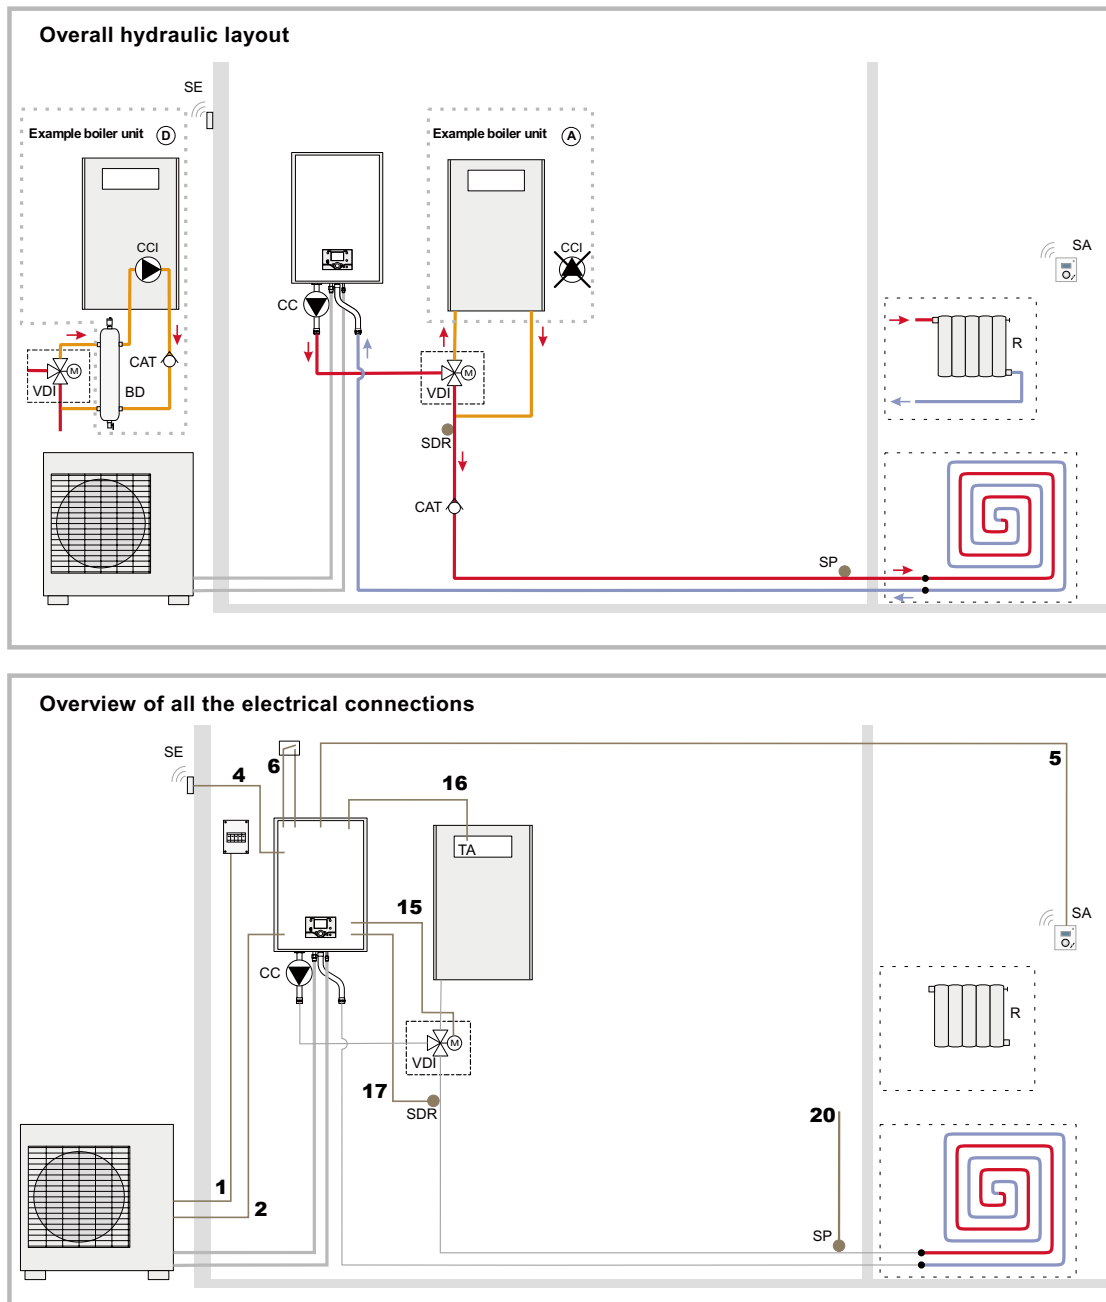 Overall hydraulic layout
SE
Example boiler unit D
Example boiler unit A
CCI
CCI
SA
CC
R
CAT
M
VDI
BD
M
VDI
SDR
CAT
SP
Overview of all the electrical connections
SE
4
6
5
16
TA
15
SA
CC
R
M
VDI
17
SDR
20
1
2
SP